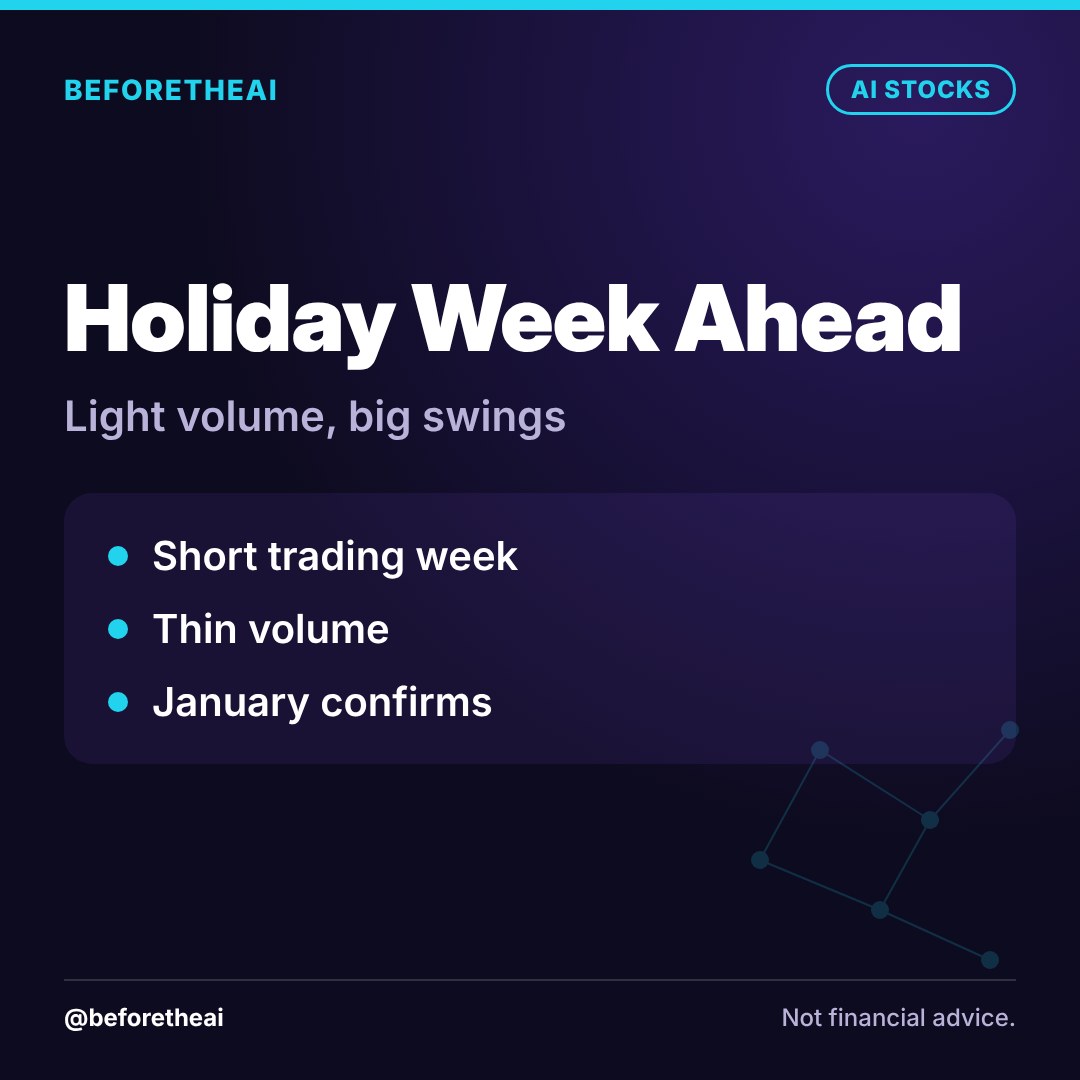 BEFORETHEAI
AI STOCKS
Holiday Week Ahead
Light volume, big swings
Short trading week
Thin volume
January confirms
@beforetheai
Not financial advice.